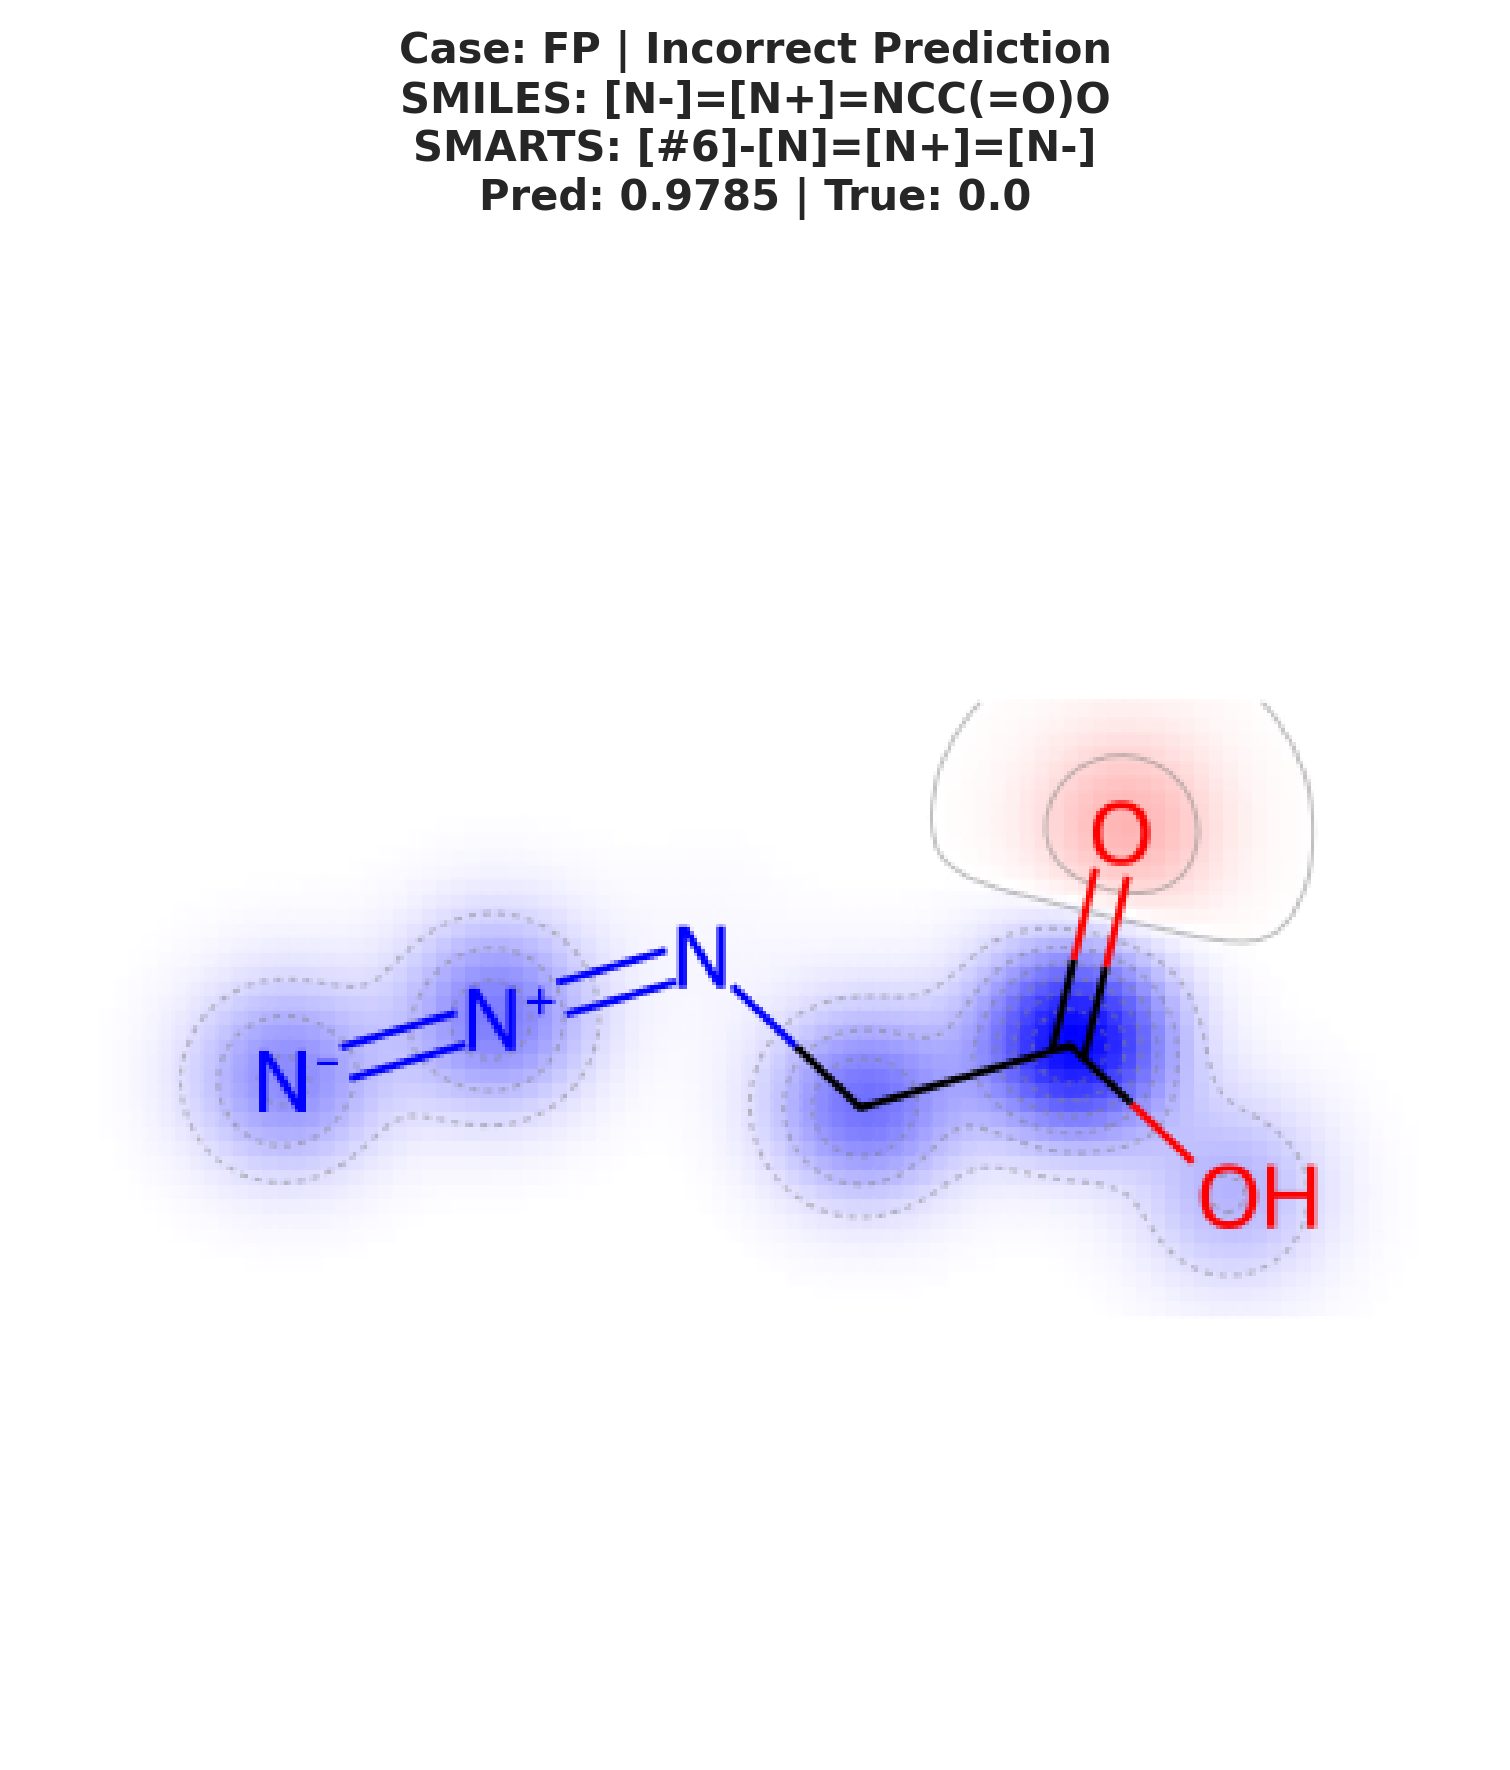 Case: FP | Incorrect Prediction
SMILES: [N-]=[N+]=NCC(=O)O
SMARTS: [#6]-[N]=[N+]=[N-]
Pred: 0.9785 | True: 0.0
O
N
N+
N−
OH